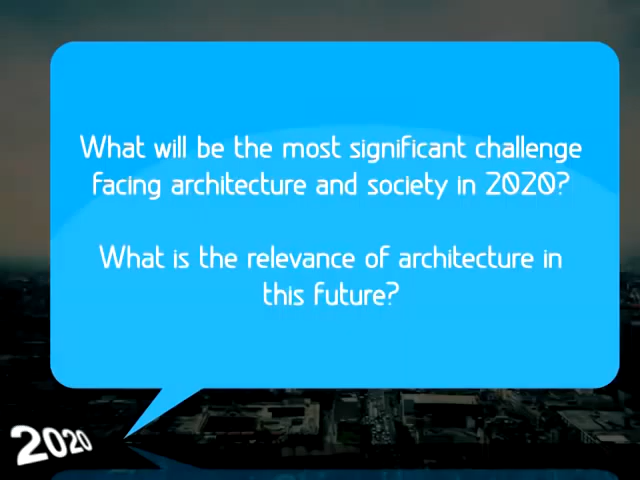 What will be the most significant challenge
facing architecture and society in 2020?
What is the relevance of architecture in
this future?
2020